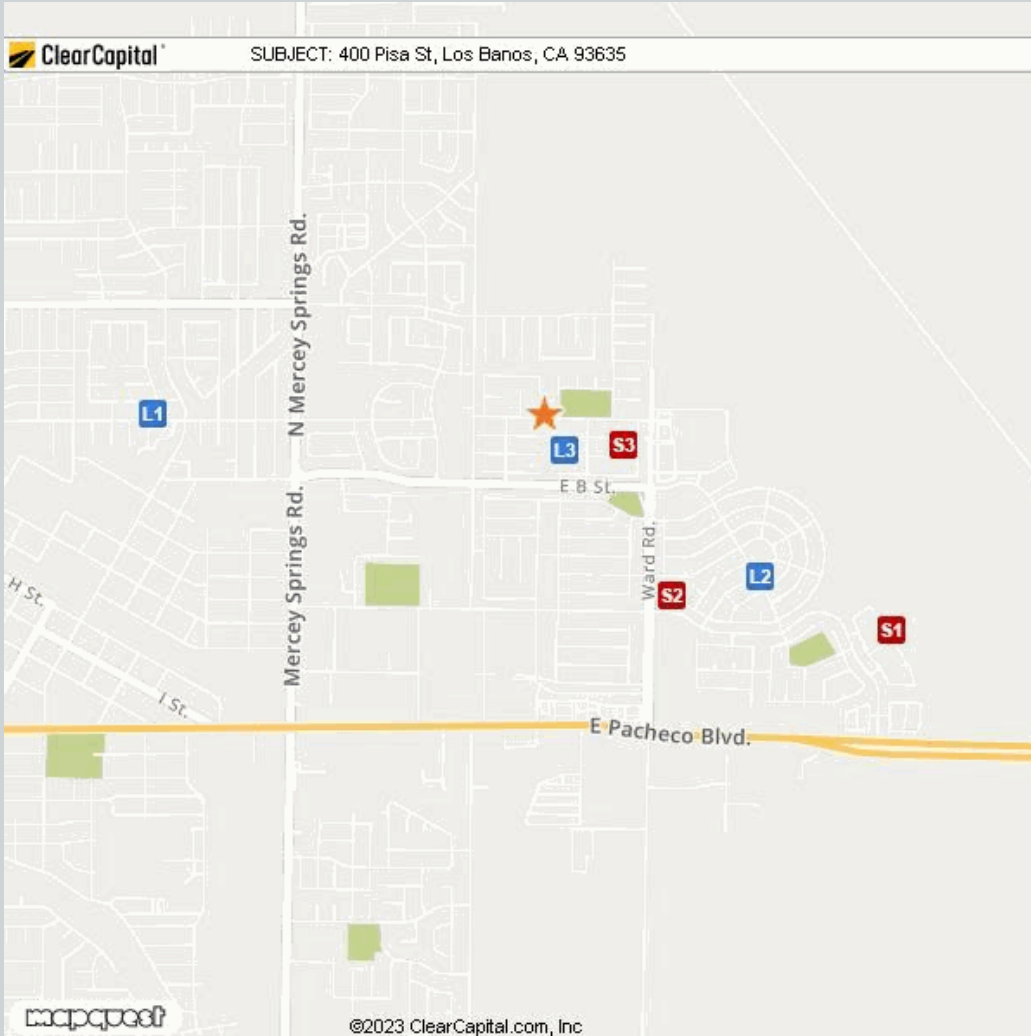 ClearCapital SUBJECT: 400 Pisa St, Los Banos, CA 93635
N Mercey Springs Rd.
L1
L3
S3
E B St.
Mercey Springs Rd.
Ward Rd.
L2
H St.
S2
S1
I St.
E Pacheco Blvd.
mapquest
©2023 ClearCapital.com, Inc